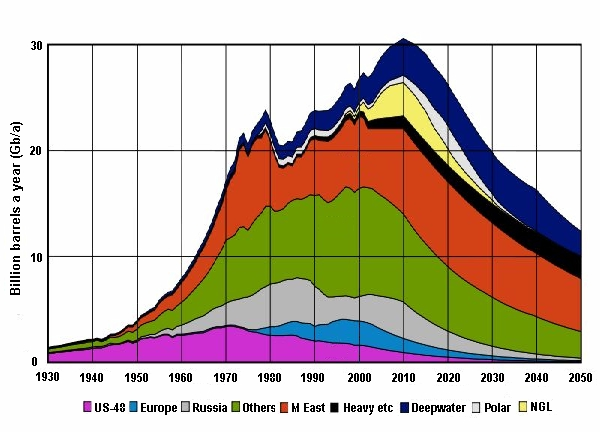 30
20
10
0
Billion barrels a year (Gb/a)
1930 1940 1950 1960 1970 1980 1990 2000 2010 2020 2030 2040 2050
US-48 Europe Russia Others M East Heavy etc Deepwater Polar NGL